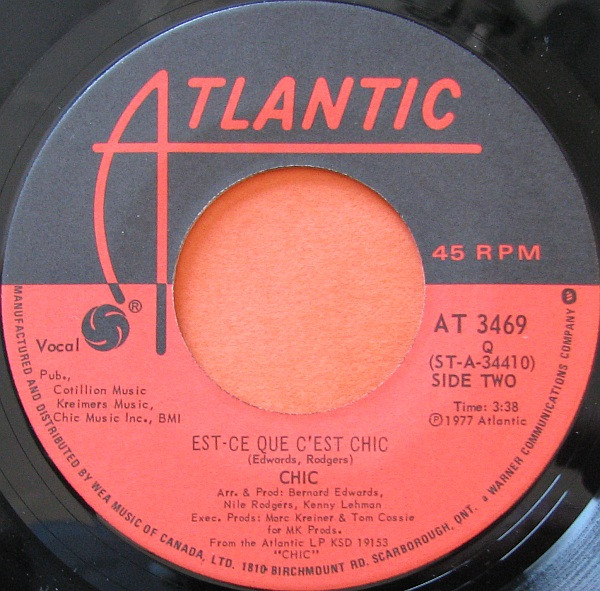 ATLANTIC
®
45 RPM
Vocal
Pub.,
Cotillion Music
Kreimers Music,
Chic Music Inc., BMI
AT 3469
Q
(ST-A-34410)
SIDE TWO
Time: 3:38
℗ 1977 Atlantic
EST-CE QUE C'EST CHIC
(Edwards, Rodgers)
CHIC
Arr. & Prod: Bernard Edwards,
Nile Rodgers, Kenny Lehman
Exec. Prods: Marc Kreiner & Tom Cossie
for MK Prods.
From the Atlantic LP KSD 19153
"CHIC"
MANUFACTURED AND DISTRIBUTED BY WEA MUSIC OF CANADA, LTD. 1810 BIRCHMOUNT RD. SCARBOROUGH, ONT. a WARNER COMMUNICATIONS COMPANY